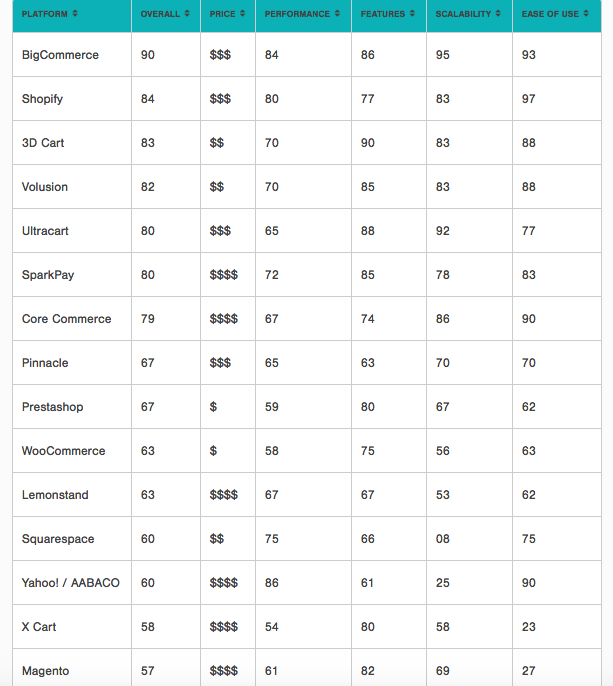 PLATFORM OVERALL PRICE PERFORMANCE FEATURES SCALABILITY EASE OF USE
BigCommerce 90 $$$ 84 86 95 93
Shopify 84 $$$ 80 77 83 97
3D Cart 83 $$ 70 90 83 88
Volusion 82 $$ 70 85 83 88
Ultracart 80 $$$ 65 88 92 77
SparkPay 80 $$$$ 72 85 78 83
Core Commerce 79 $$$$ 67 74 86 90
Pinnacle 67 $$$ 65 63 70 70
Prestashop 67 $ 59 80 67 62
WooCommerce 63 $ 58 75 56 63
Lemonstand 63 $$$$ 67 67 53 62
Squarespace 60 $$ 75 66 08 75
Yahoo! / AABACO 60 $$$$ 86 61 25 90
X Cart 58 $$$$ 54 80 58 23
Magento 57 $$$$ 61 82 69 27